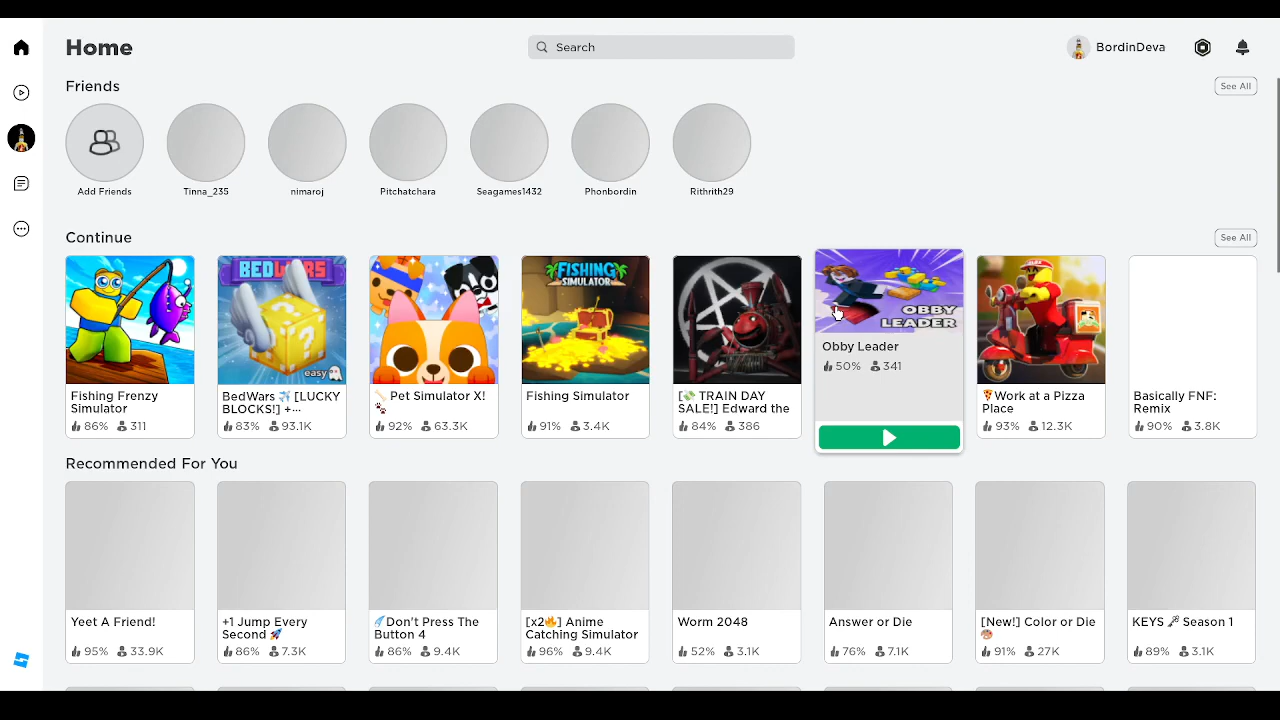 Home
Search
BordinDeva
Friends
See All
Add Friends
Tinna_235
nimaroj
Pitchatchara
Seagames1432
Phonbordin
Rithrith29
Continue
See All
BEDWARS
easy
FISHING
SIMULATOR
OBBY
LEADER
Fishing Frenzy
Simulator
86% 311
BedWars ✈️ [LUCKY
BLOCKS!] +···
83% 93.1K
🦴 Pet Simulator X!
🐾
92% 63.3K
Fishing Simulator
91% 3.4K
[💸 TRAIN DAY
SALE!] Edward the
84% 386
Obby Leader
50% 341
🍕Work at a Pizza
Place
93% 12.3K
Basically FNF:
Remix
90% 3.8K
Recommended For You
Yeet A Friend!
95% 33.9K
+1 Jump Every
Second 🚀
86% 7.3K
🚀Don't Press The
Button 4
86% 9.4K
[x2🔥] Anime
Catching Simulator
96% 9.4K
Worm 2048
52% 3.1K
Answer or Die
76% 7.1K
[New!] Color or Die
🎨
91% 27K
KEYS 🗝️ Season 1
89% 3.1K